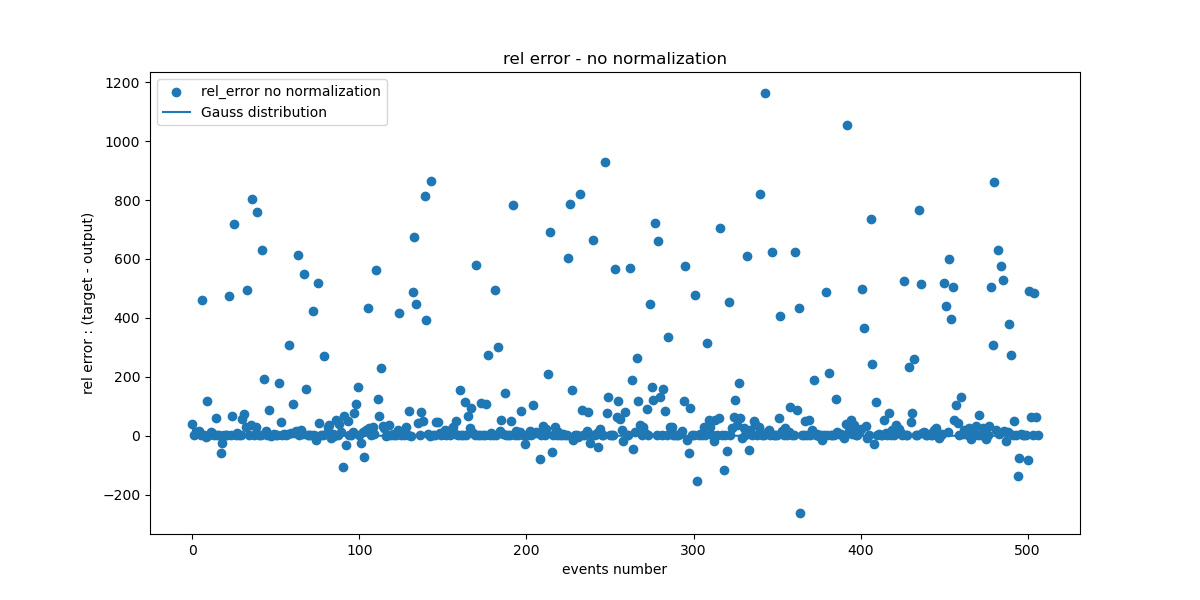 rel error - no normalization
rel_error no normalization
Gauss distribution
1200
1000
800
600
400
200
0
−200
rel error : (target - output)
0 100 200 300 400 500
events number